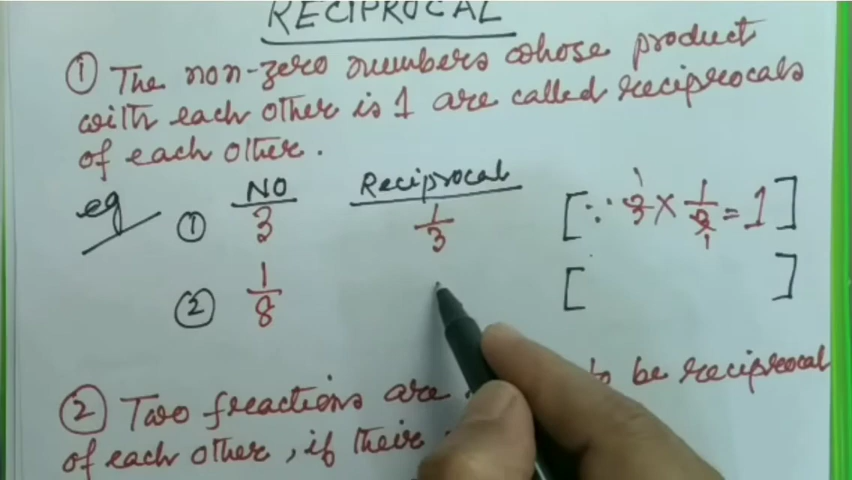 RECIPROCAL
① The non-zero numbers whose product
with each other is 1 are called reciprocals
of each other.
eg NO Reciprocal
① 3 1/3 [∵ 3 × 1/3 = 1]
② 1/8 [ ]
② Two fractions are to be reciprocal
of each other, if their